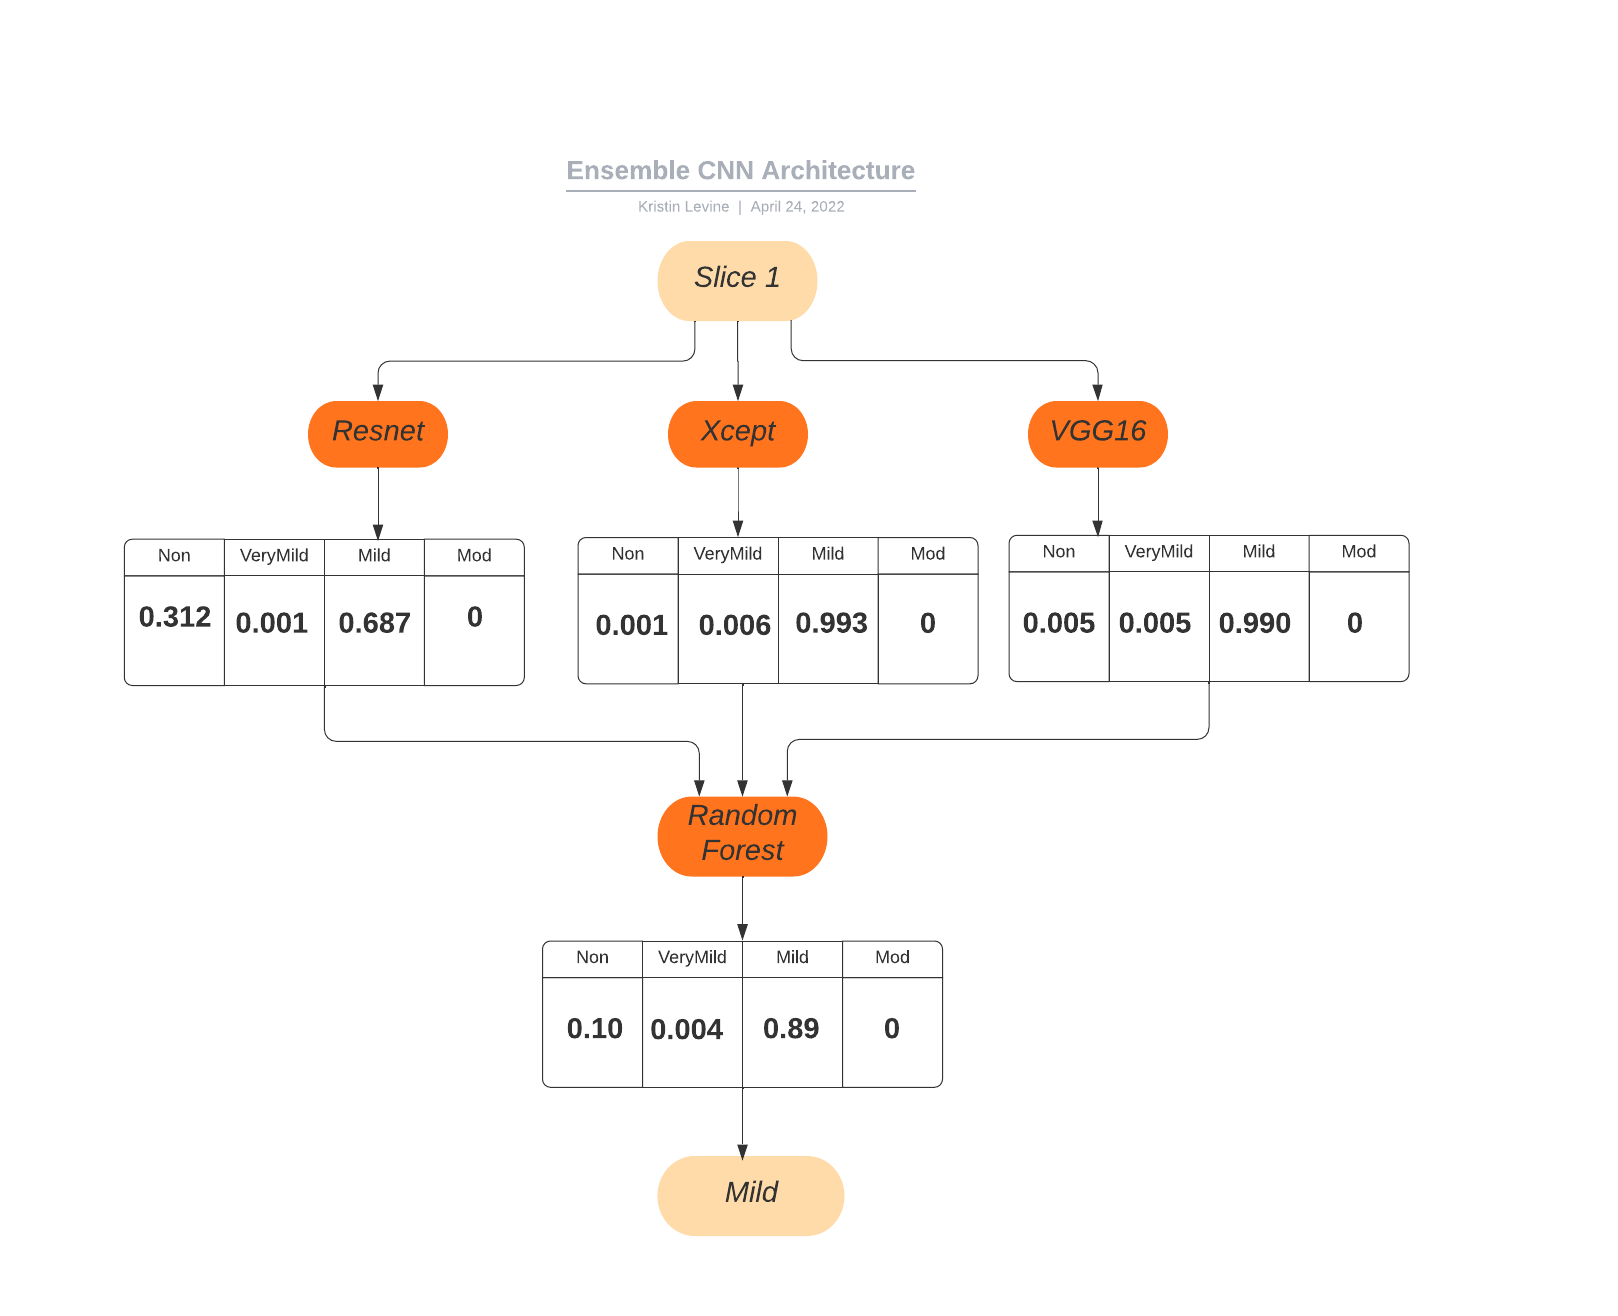 Ensemble CNN Architecture
Kristin Levine | April 24, 2022
Slice 1
Resnet
Xcept
VGG16
Non VeryMild Mild Mod
0.312 0.001 0.687 0
Non VeryMild Mild Mod
0.001 0.006 0.993 0
Non VeryMild Mild Mod
0.005 0.005 0.990 0
Random
Forest
Non VeryMild Mild Mod
0.10 0.004 0.89 0
Mild